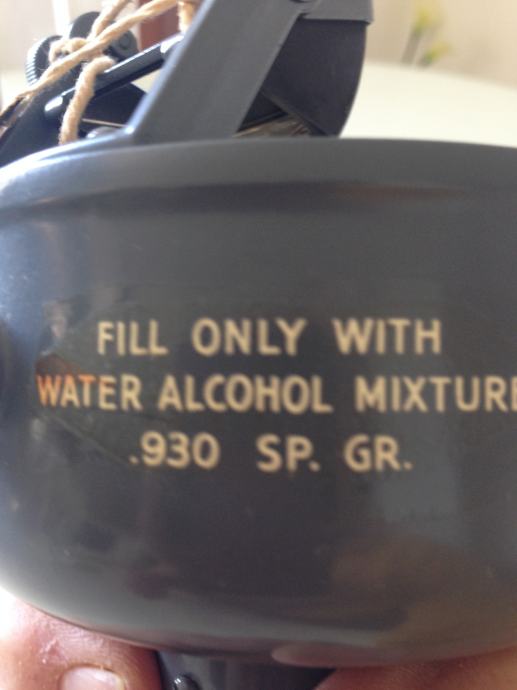 FILL ONLY WITH
WATER ALCOHOL MIXTURE
.930 SP. GR.